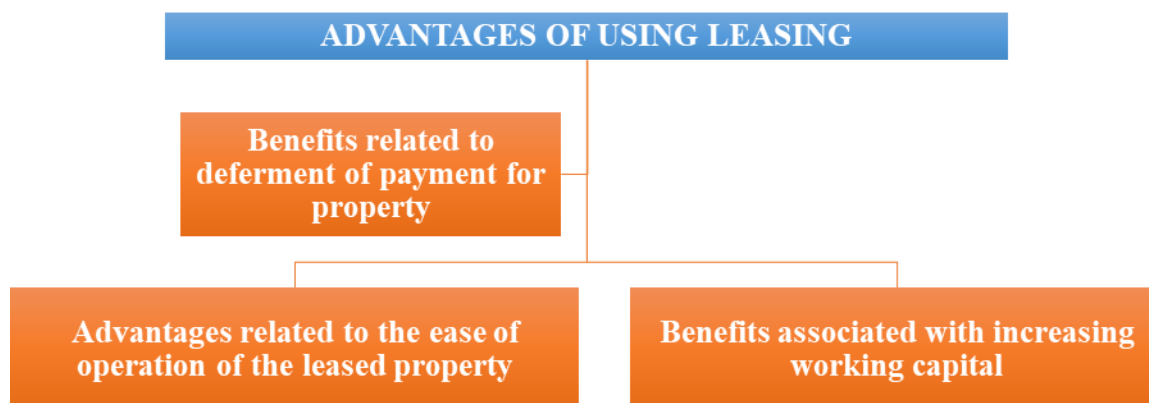 ADVANTAGES OF USING LEASING
Benefits related to
deferment of payment for
property
Advantages related to the ease of
operation of the leased property
Benefits associated with increasing
working capital